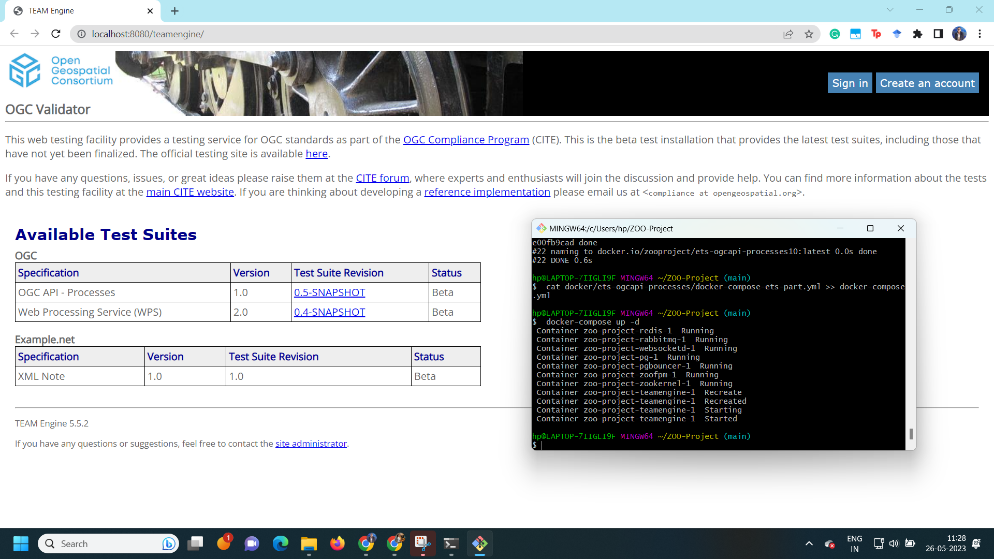 TEAM Engine
localhost:8080/teamengine/
Open
Geospatial
Consortium
Sign in
Create an account
OGC Validator
This web testing facility provides a testing service for OGC standards as part of the OGC Compliance Program (CITE). This is the beta test installation that provides the latest test suites, including those that
have not yet been finalized. The official testing site is available here.
If you have any questions, issues, or great ideas please raise them at the CITE forum, where experts and enthusiasts will join the discussion and provide help. You can find more information about the tests
and this testing facility at the main CITE website. If you are thinking about developing a reference implementation please email us at <compliance at opengeospatial.org>.
Available Test Suites
OGC
Specification Version Test Suite Revision Status
OGC API - Processes 1.0 0.5-SNAPSHOT Beta
Web Processing Service (WPS) 2.0 0.4-SNAPSHOT Beta
Example.net
Specification Version Test Suite Revision Status
XML Note 1.0 1.0 Beta
TEAM Engine 5.5.2
If you have any questions or suggestions, feel free to contact the site administrator.
MINGW64:/c/Users/hp/ZOO-Project
e00fb9cad done
#22 naming to docker.io/zooproject/ets-ogcapi-processes10:latest 0.0s done
#22 DONE 0.6s
hp@LAPTOP-7IIGLI9F MINGW64 ~/ZOO-Project (main)
$ cat docker/ets-ogcapi-processes/docker-compose-ets-part.yml >> docker-compose
.yml
hp@LAPTOP-7IIGLI9F MINGW64 ~/ZOO-Project (main)
$ docker-compose up -d
Container zoo-project-redis-1 Running
Container zoo-project-rabbitmq-1 Running
Container zoo-project-websocketd-1 Running
Container zoo-project-pq-1 Running
Container zoo-project-pgbouncer-1 Running
Container zoo-project-zoofpm-1 Running
Container zoo-project-zookernel-1 Running
Container zoo-project-teamengine-1 Recreate
Container zoo-project-teamengine-1 Recreated
Container zoo-project-teamengine-1 Starting
Container zoo-project-teamengine-1 Started
hp@LAPTOP-7IIGLI9F MINGW64 ~/ZOO-Project (main)
$
Search
1
ENG
IN
11:28
26-05-2023